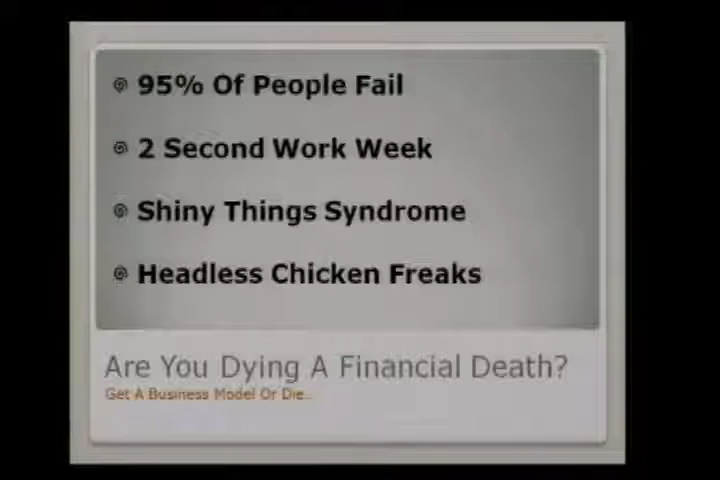 95% Of People Fail
2 Second Work Week
Shiny Things Syndrome
Headless Chicken Freaks
Are You Dying A Financial Death?
Get A Business Model Or Die...